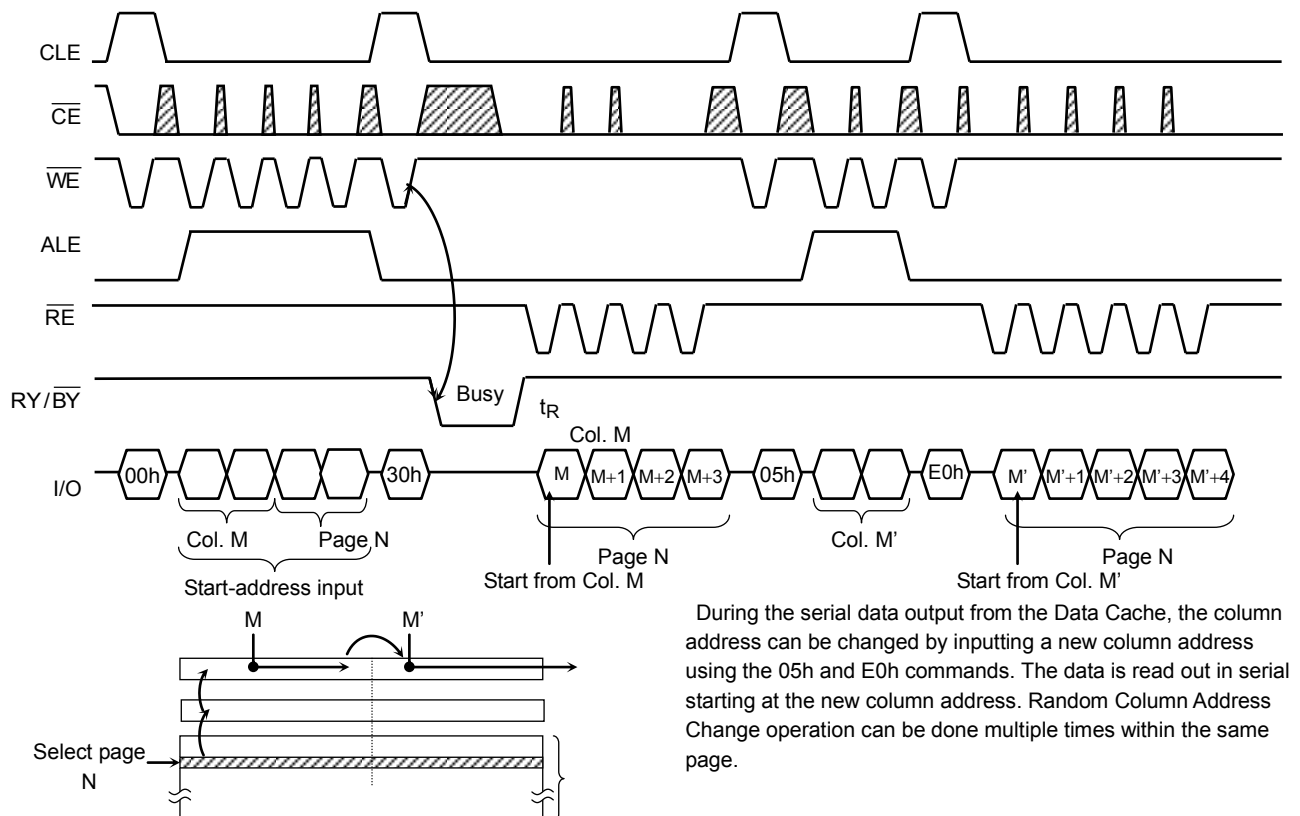 CLE
CE
WE
ALE
RE
RY/BY
Busy
tR
Col. M
I/O
00h
30h
M
M+1
M+2
M+3
05h
E0h
M'
M'+1
M'+2
M'+3
M'+4
Col. M
Page N
Page N
Col. M'
Page N
Start-address input
Start from Col. M
Start from Col. M'
M
M'
Select page
N
During the serial data output from the Data Cache, the column
address can be changed by inputting a new column address
using the 05h and E0h commands. The data is read out in serial
starting at the new column address. Random Column Address
Change operation can be done multiple times within the same
page.